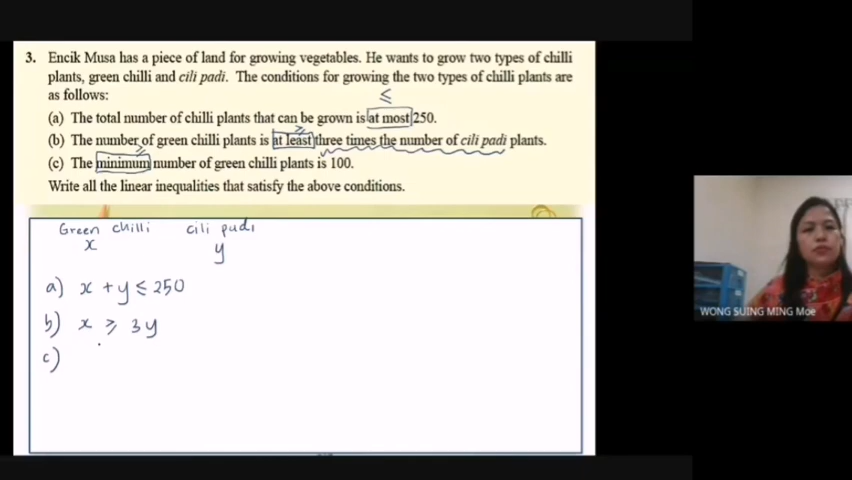 3. Encik Musa has a piece of land for growing vegetables. He wants to grow two types of chilli
plants, green chilli and cili padi. The conditions for growing the two types of chilli plants are
as follows:
≤
(a) The total number of chilli plants that can be grown is at most 250.
≥
(b) The number of green chilli plants is at least three times the number of cili padi plants.
≥
(c) The minimum number of green chilli plants is 100.
Write all the linear inequalities that satisfy the above conditions.
Green chilli cili padi
x y
a) x + y ≤ 250
b) x ≥ 3y
c)
WONG SUING MING Moe